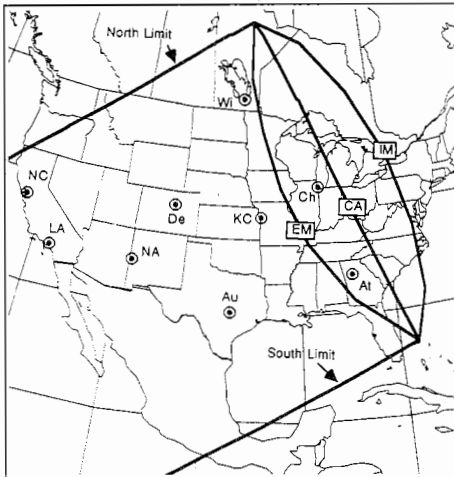 North Limit
Wi
IM
NC
Ch
De
KC
CA
LA
EM
NA
At
Au
South Limit